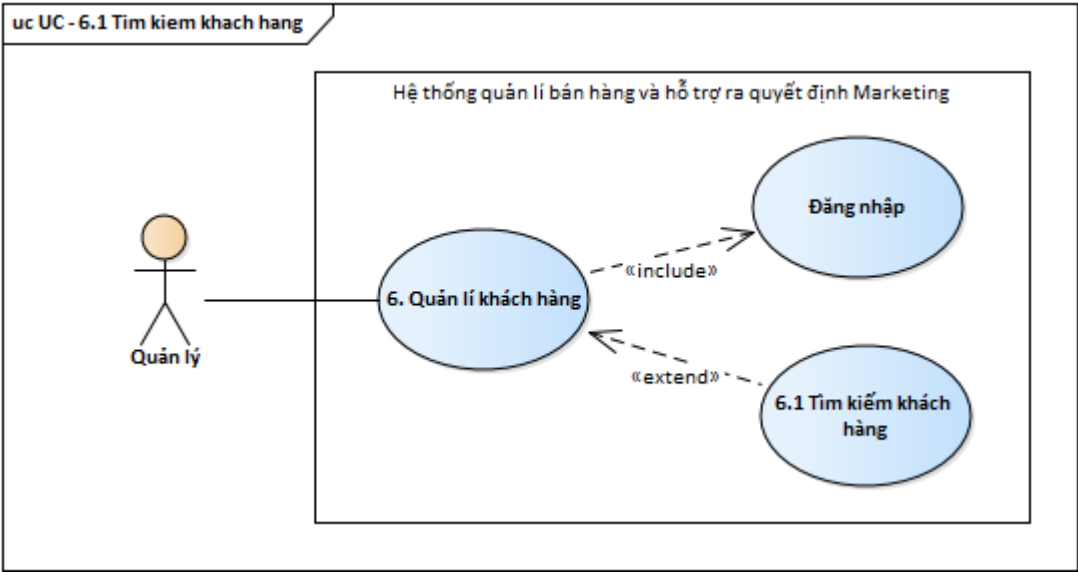 uc UC - 6.1 Tim kiem khach hang
Hệ thống quản lí bán hàng và hỗ trợ ra quyết định Marketing
Đăng nhập
«include»
6. Quản lí khách hàng
Quản lý
«extend»
6.1 Tìm kiếm khách
hàng